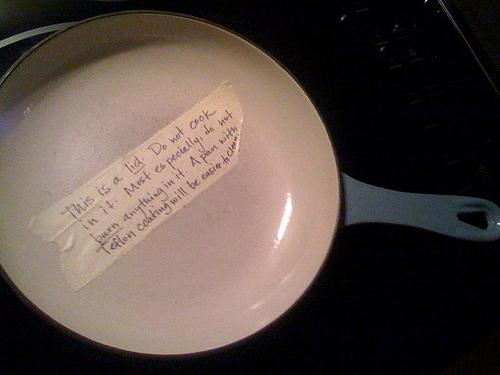 This is a lid. Do not cook
in it. Most especially, do not
burn anything in it. A pan with
Teflon coating will be easier to clean!